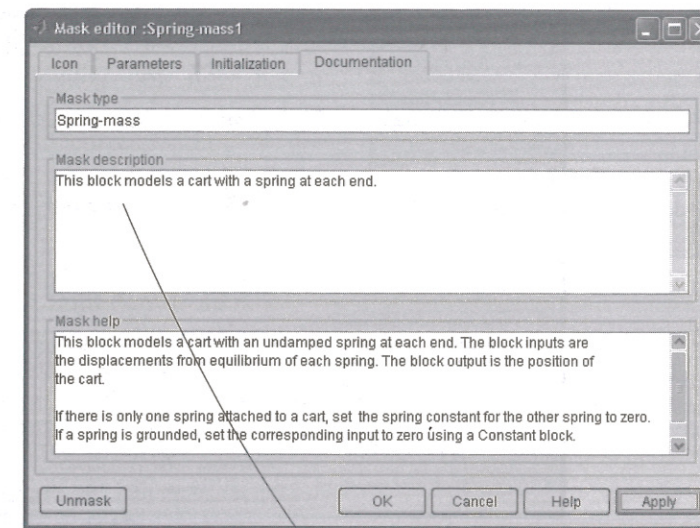 Mask editor :Spring-mass1
Icon Parameters Initialization Documentation
Mask type
Spring-mass
Mask description
This block models a cart with a spring at each end.
Mask help
This block models a cart with an undamped spring at each end. The block inputs are
the displacements from equilibrium of each spring. The block output is the position of
the cart.
If there is only one spring attached to a cart, set the spring constant for the other spring to zero.
If a spring is grounded, set the corresponding input to zero using a Constant block.
Unmask OK Cancel Help Apply